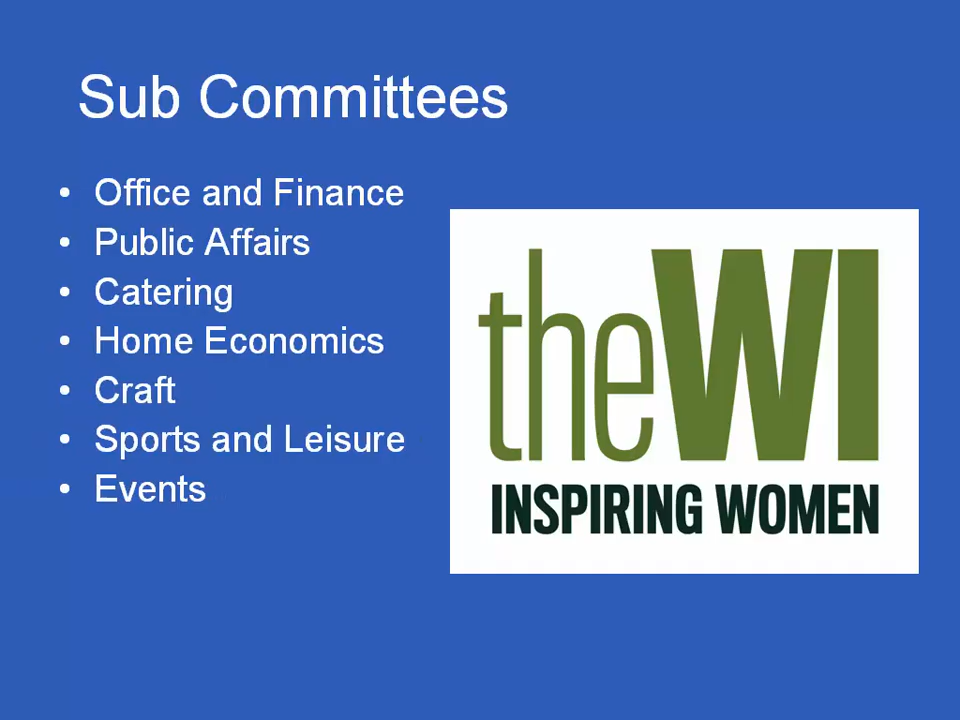 Sub Committees
• Office and Finance
• Public Affairs
• Catering
• Home Economics
• Craft
• Sports and Leisure
• Events
theWI
INSPIRING WOMEN